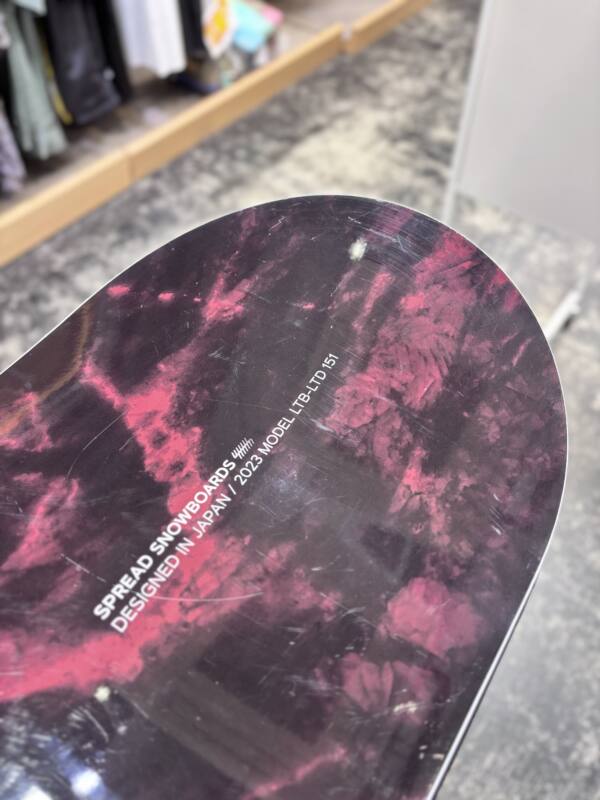 SPREAD SNOWBOARDS
DESIGNED IN JAPAN / 2023 MODEL LTB-LTD 151